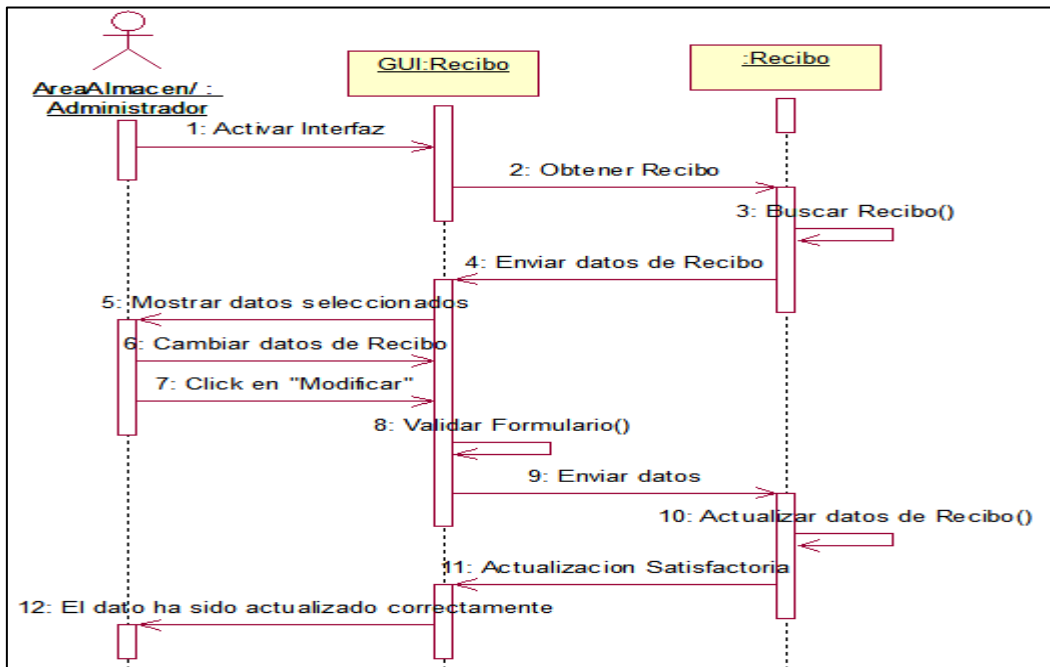 AreaAlmacen/ :
Administrador
GUI:Recibo
:Recibo
1: Activar Interfaz
2: Obtener Recibo
3: Buscar Recibo()
4: Enviar datos de Recibo
5: Mostrar datos seleccionados
6: Cambiar datos de Recibo
7: Click en "Modificar"
8: Validar Formulario()
9: Enviar datos
10: Actualizar datos de Recibo()
11: Actualizacion Satisfactoria
12: El dato ha sido actualizado correctamente